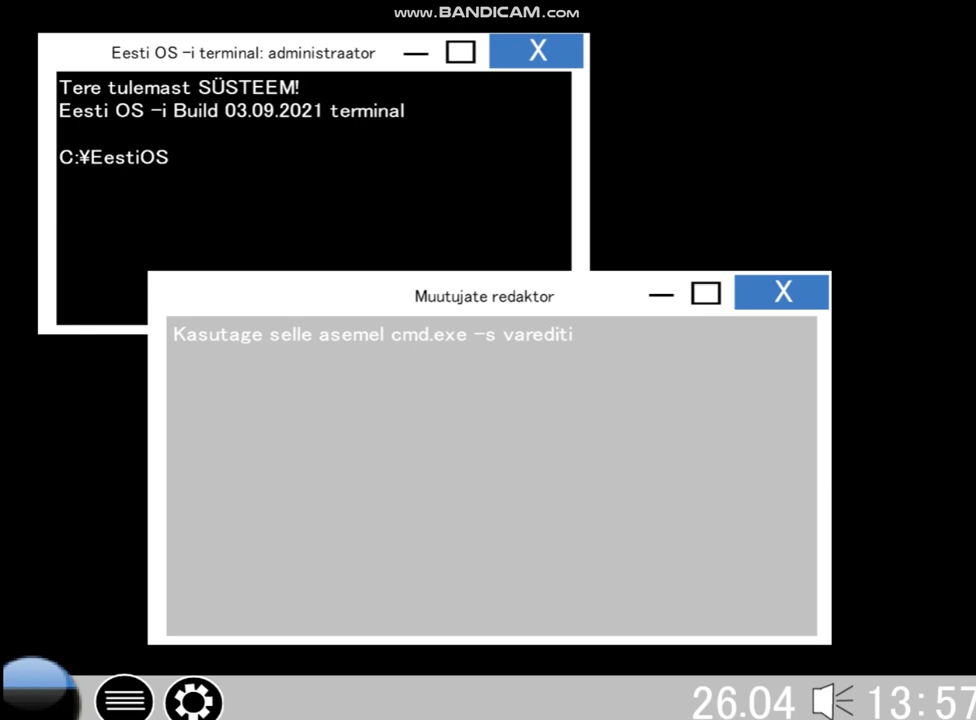 www.BANDICAM.com
Eesti OS -i terminal: administraator
X
Tere tulemast SÜSTEEM!
Eesti OS -i Build 03.09.2021 terminal
C:¥EestiOS
Muutujate redaktor
X
Kasutage selle asemel cmd.exe -s varediti
26.04
13:57